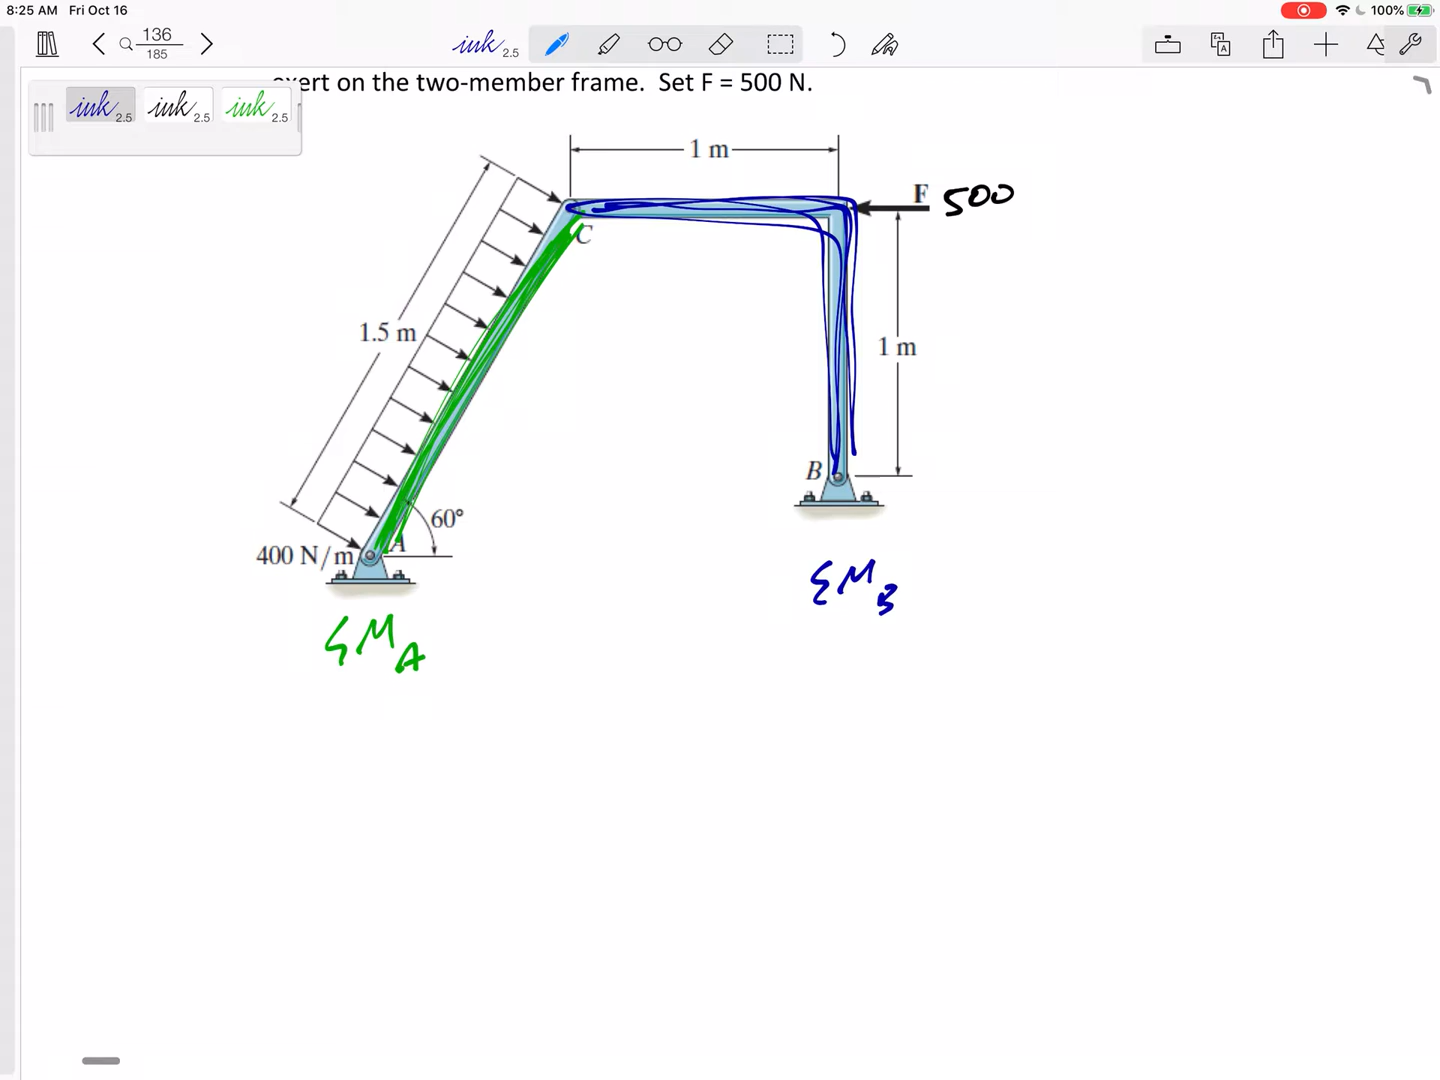 8:25 AM Fri Oct 16
100%
136
185
ink 2.5
ink 2.5
ink 2.5
ink 2.5
exert on the two-member frame. Set F = 500 N.
1 m
F 500
C
1.5 m
1 m
B
60°
A
400 N/m
ΣM_B
ΣM_A